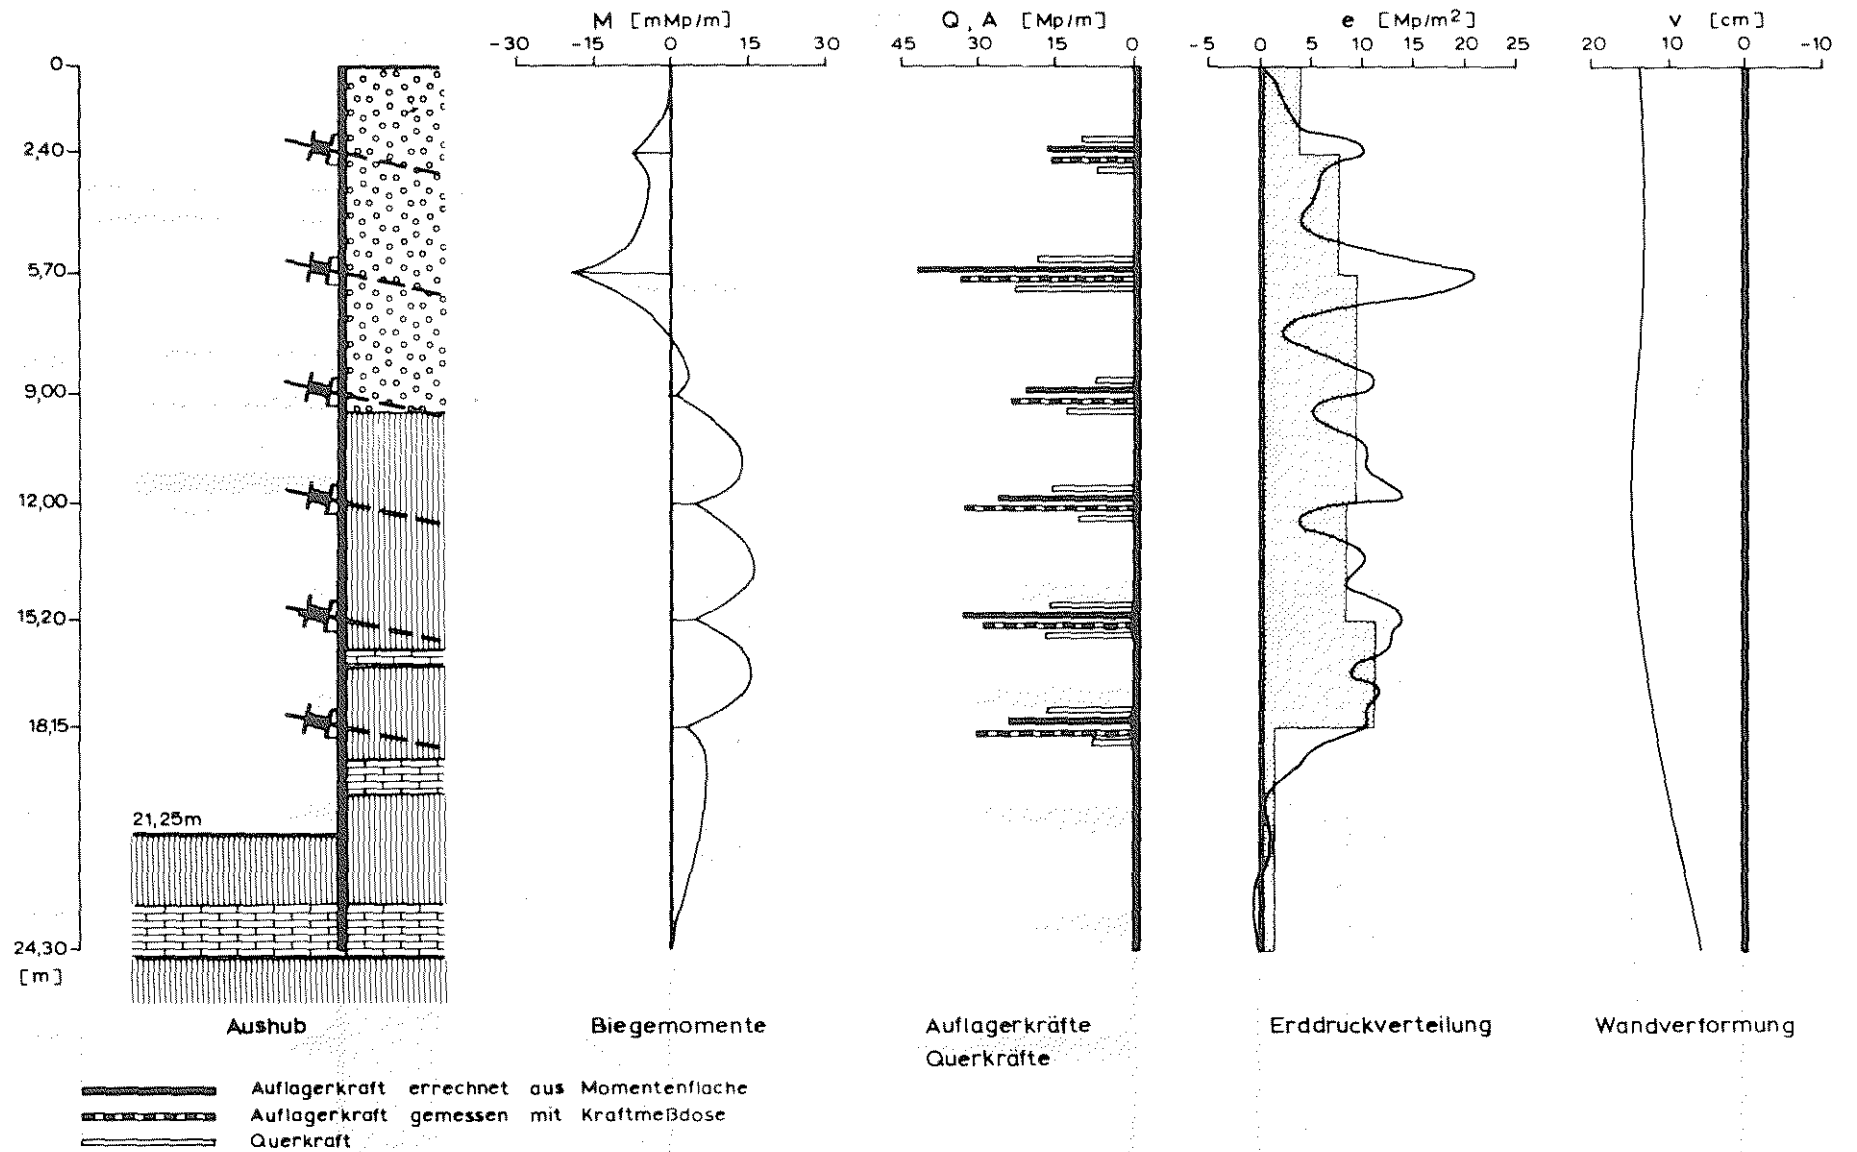 M [mMp/m]
-30 -15 0 15 30
Q, A [Mp/m]
45 30 15 0
e [Mp/m²]
-5 0 5 10 15 20 25
v [cm]
20 10 0 -10
0
2,40
5,70
9,00
12,00
15,20
18,15
21,25m
24,30
[m]
Aushub
Biegemomente
Auflagerkräfte
Querkräfte
Erddruckverteilung
Wandverformung
Auflagerkraft errechnet aus Momentenfläche
Auflagerkraft gemessen mit Kraftmeßdose
Querkraft